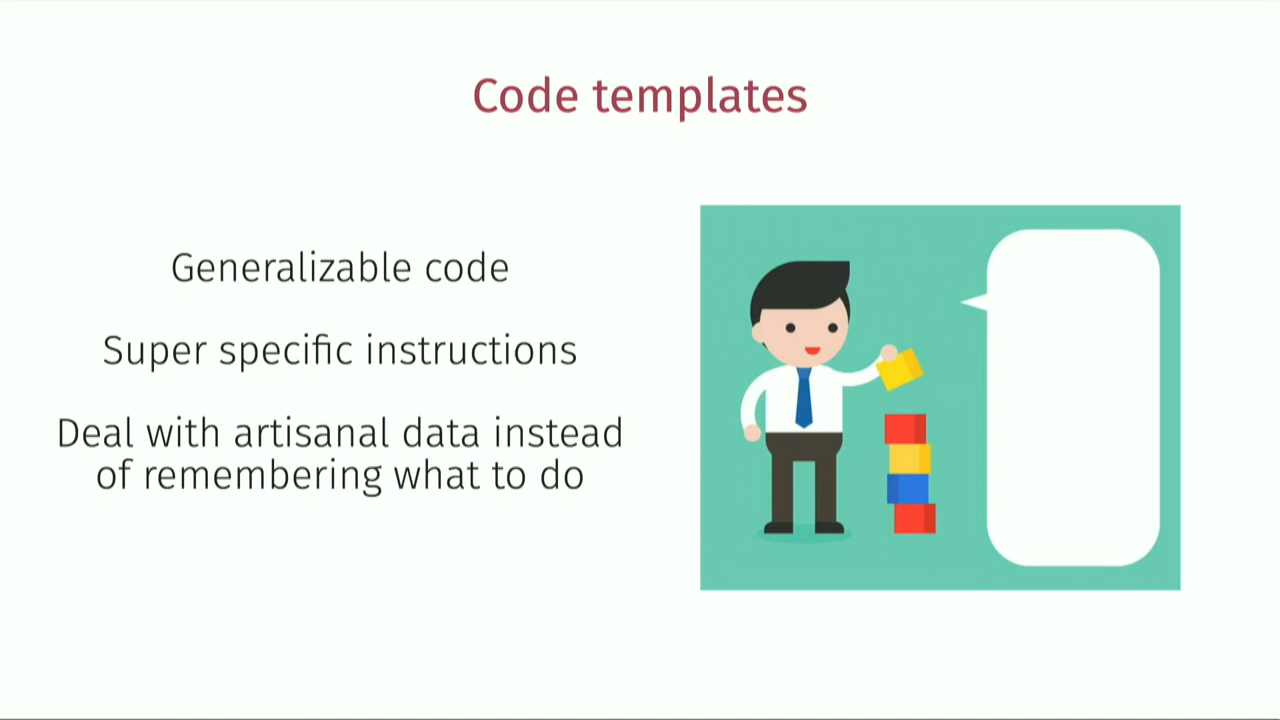 Code templates
Generalizable code
Super specific instructions
Deal with artisanal data instead
of remembering what to do